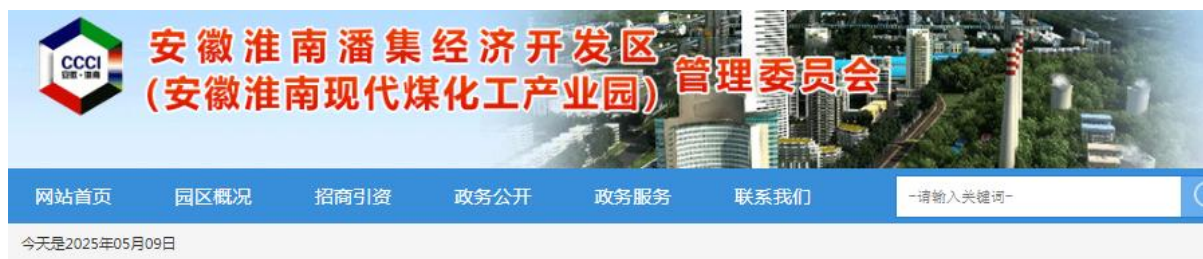 CCCI
安徽·淮南
安徽淮南潘集经济开发区
(安徽淮南现代煤化工产业园)
管理委员会
网站首页 园区概况 招商引资 政务公开 政务服务 联系我们 -请输入关键词-
今天是2025年05月09日